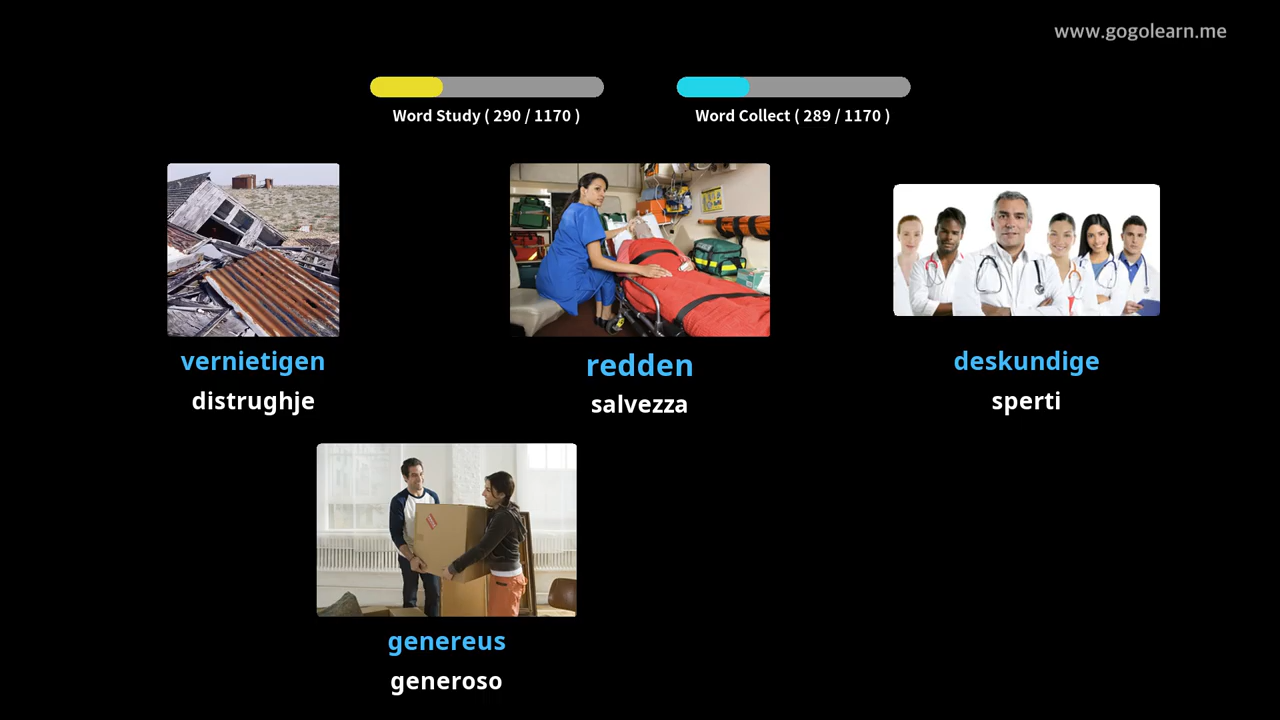 www.gogolearn.me
Word Study ( 290 / 1170 )
Word Collect ( 289 / 1170 )
vernietigen
distrughje
redden
salvezza
deskundige
sperti
genereus
generoso